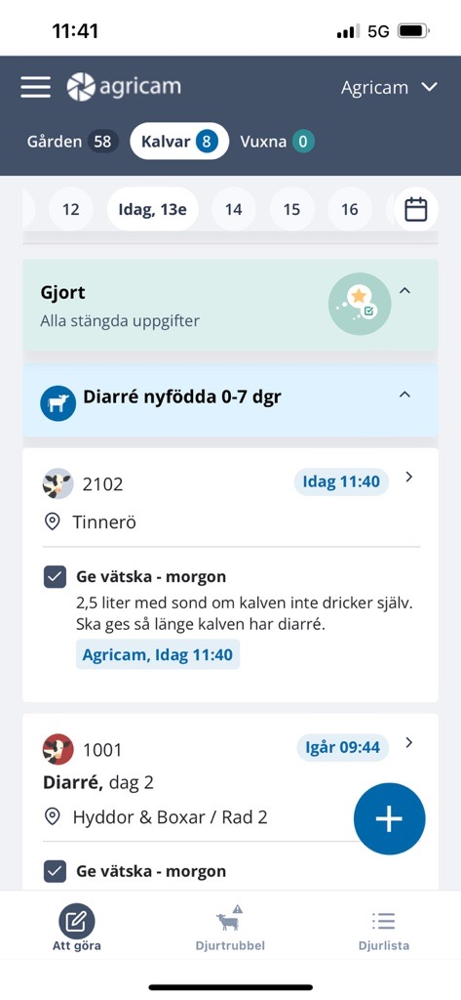 11:41
5G
agricam
Agricam
Gården 58
Kalvar 8
Vuxna 0
12
Idag, 13e
14
15
16
Gjort
Alla stängda uppgifter
Diarré nyfödda 0-7 dgr
2102
Idag 11:40
Tinnerö
Ge vätska - morgon
2,5 liter med sond om kalven inte dricker själv.
Ska ges så länge kalven har diarré.
Agricam, Idag 11:40
1001
Igår 09:44
Diarré, dag 2
Hyddor & Boxar / Rad 2
Ge vätska - morgon
Att göra
Djurtrubbel
Djurlista